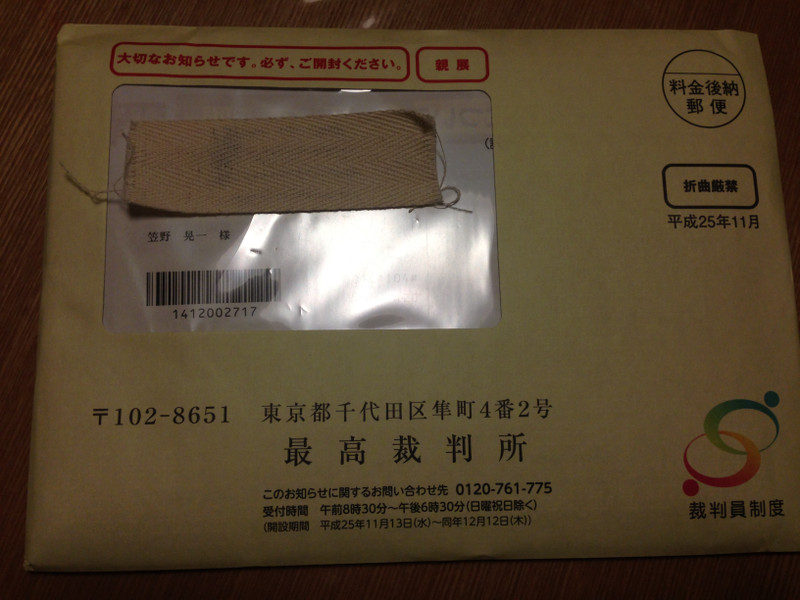 大切なお知らせです。必ず、ご開封ください。
親展
料金後納
郵便
折曲厳禁
平成25年11月
笠野 晃一 様
1412002717
〒102-8651 東京都千代田区隼町4番2号
最高裁判所
このお知らせに関するお問い合わせ先 0120-761-775
受付時間 午前8時30分～午後6時30分(日曜祝日除く)
(開設期間 平成25年11月13日(水)～同年12月12日(木))
裁判員制度